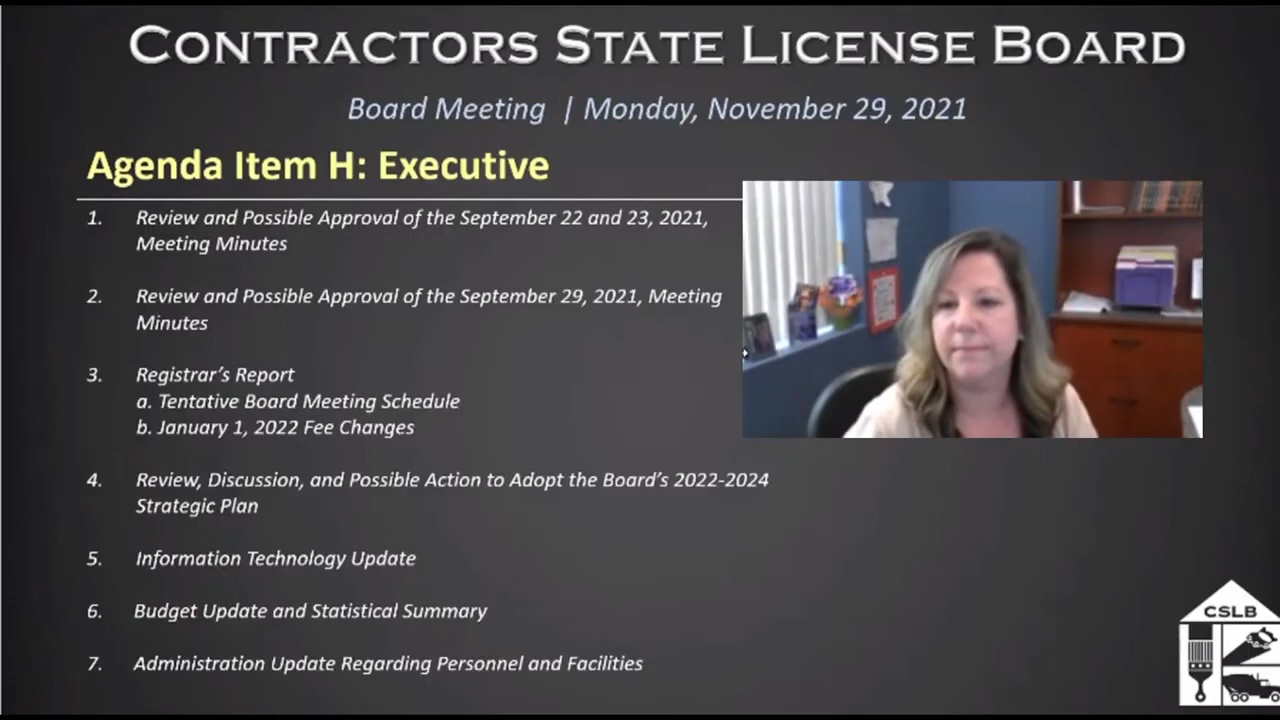 CONTRACTORS STATE LICENSE BOARD
Board Meeting | Monday, November 29, 2021
Agenda Item H: Executive
1. Review and Possible Approval of the September 22 and 23, 2021,
Meeting Minutes
2. Review and Possible Approval of the September 29, 2021, Meeting
Minutes
3. Registrar's Report
a. Tentative Board Meeting Schedule
b. January 1, 2022 Fee Changes
4. Review, Discussion, and Possible Action to Adopt the Board's 2022-2024
Strategic Plan
5. Information Technology Update
6. Budget Update and Statistical Summary
7. Administration Update Regarding Personnel and Facilities
CSLB